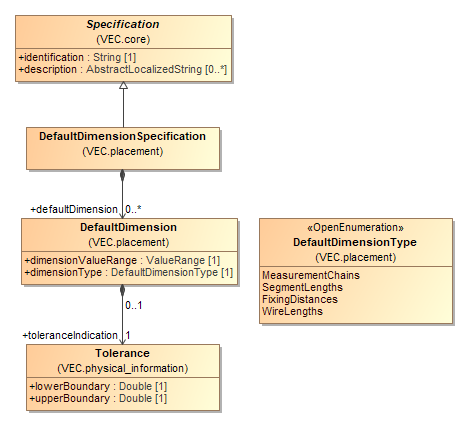 Specification
(VEC.core)
+identification : String [1]
+description : AbstractLocalizedString [0..*]
DefaultDimensionSpecification
(VEC.placement)
+defaultDimension 0..*
DefaultDimension
(VEC.placement)
+dimensionValueRange : ValueRange [1]
+dimensionType : DefaultDimensionType [1]
0..1
+toleranceIndication 1
Tolerance
(VEC.physical_information)
+lowerBoundary : Double [1]
+upperBoundary : Double [1]
«OpenEnumeration»
DefaultDimensionType
(VEC.placement)
MeasurementChains
SegmentLengths
FixingDistances
WireLengths